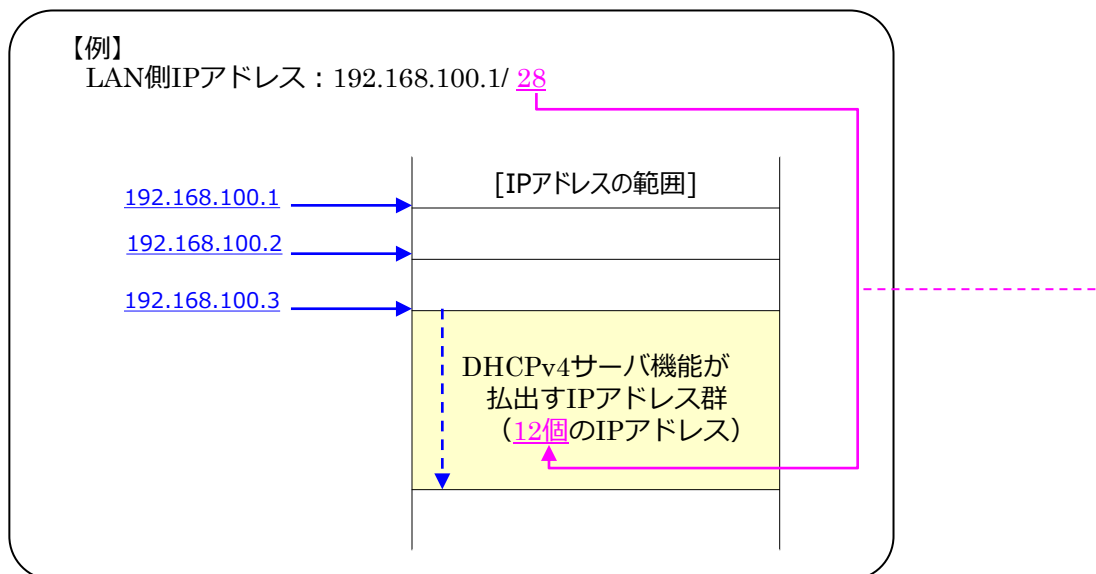 【例】
LAN側IPアドレス：192.168.100.1/ 28
[IPアドレスの範囲]
192.168.100.1
192.168.100.2
192.168.100.3
DHCPv4サーバ機能が
払出すIPアドレス群
（12個のIPアドレス）